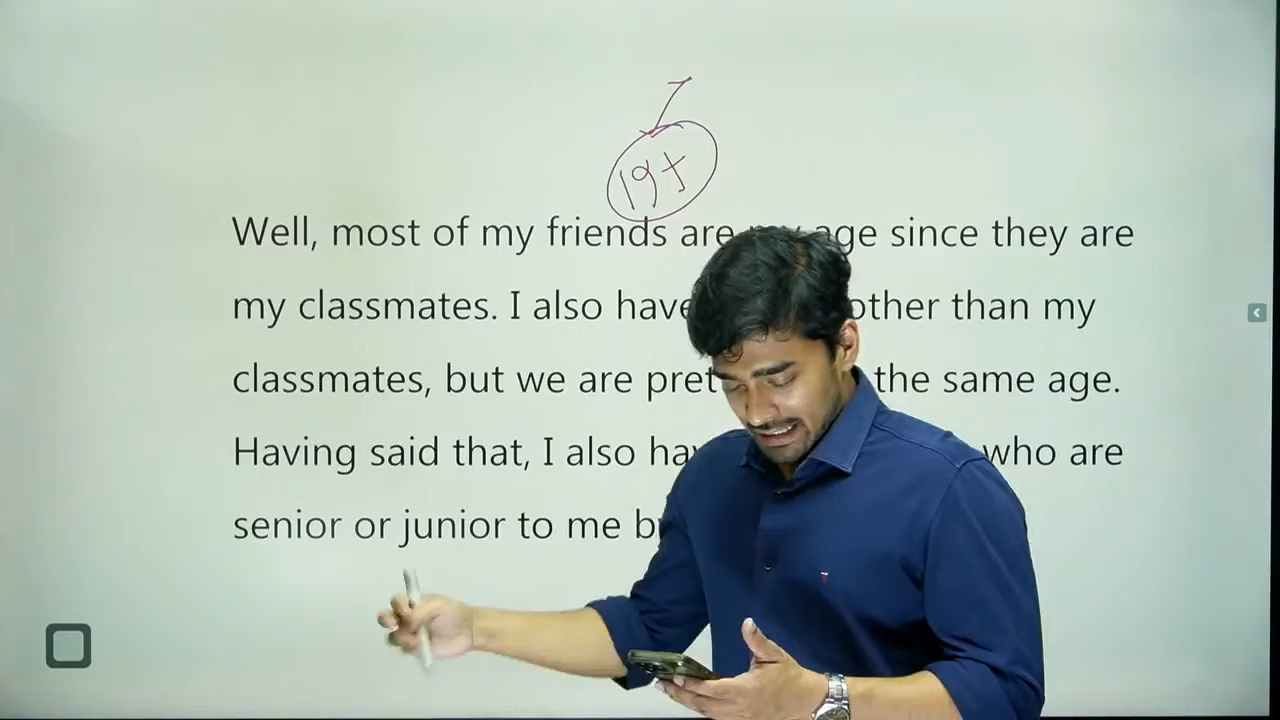 19+
Well, most of my friends are my age since they are
my classmates. I also have other than my
classmates, but we are the same age.
Having said that, I also who are
senior or junior to me